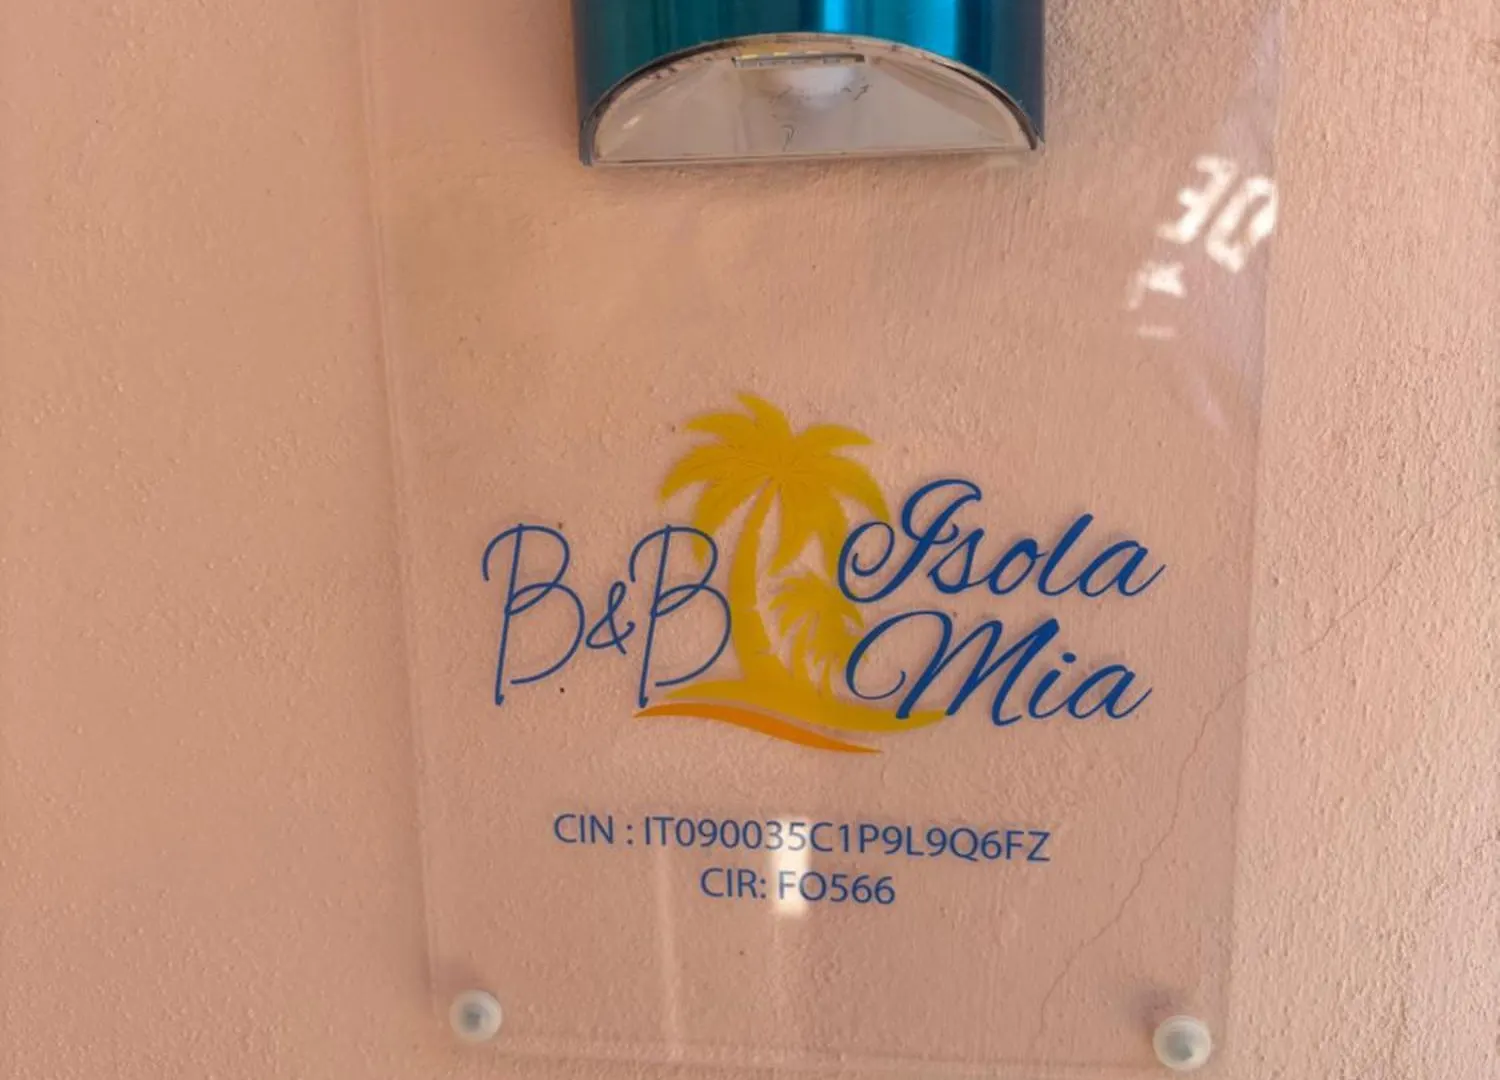 B&B Isola
Mia
CIN : IT090035C1P9L9Q6FZ
CIR: FO566